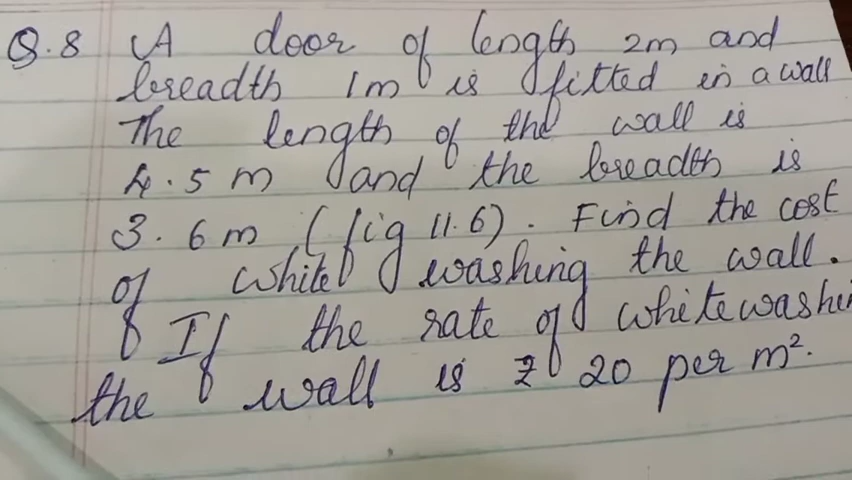 Q.8 A door of length 2m and
breadth 1m is fitted in a wall
The length of the wall is
4.5 m and the breadth is
3.6m (fig 11.6). Find the cost
of white washing the wall.
If the rate of whitewashin
the wall is ₹ 20 per m².